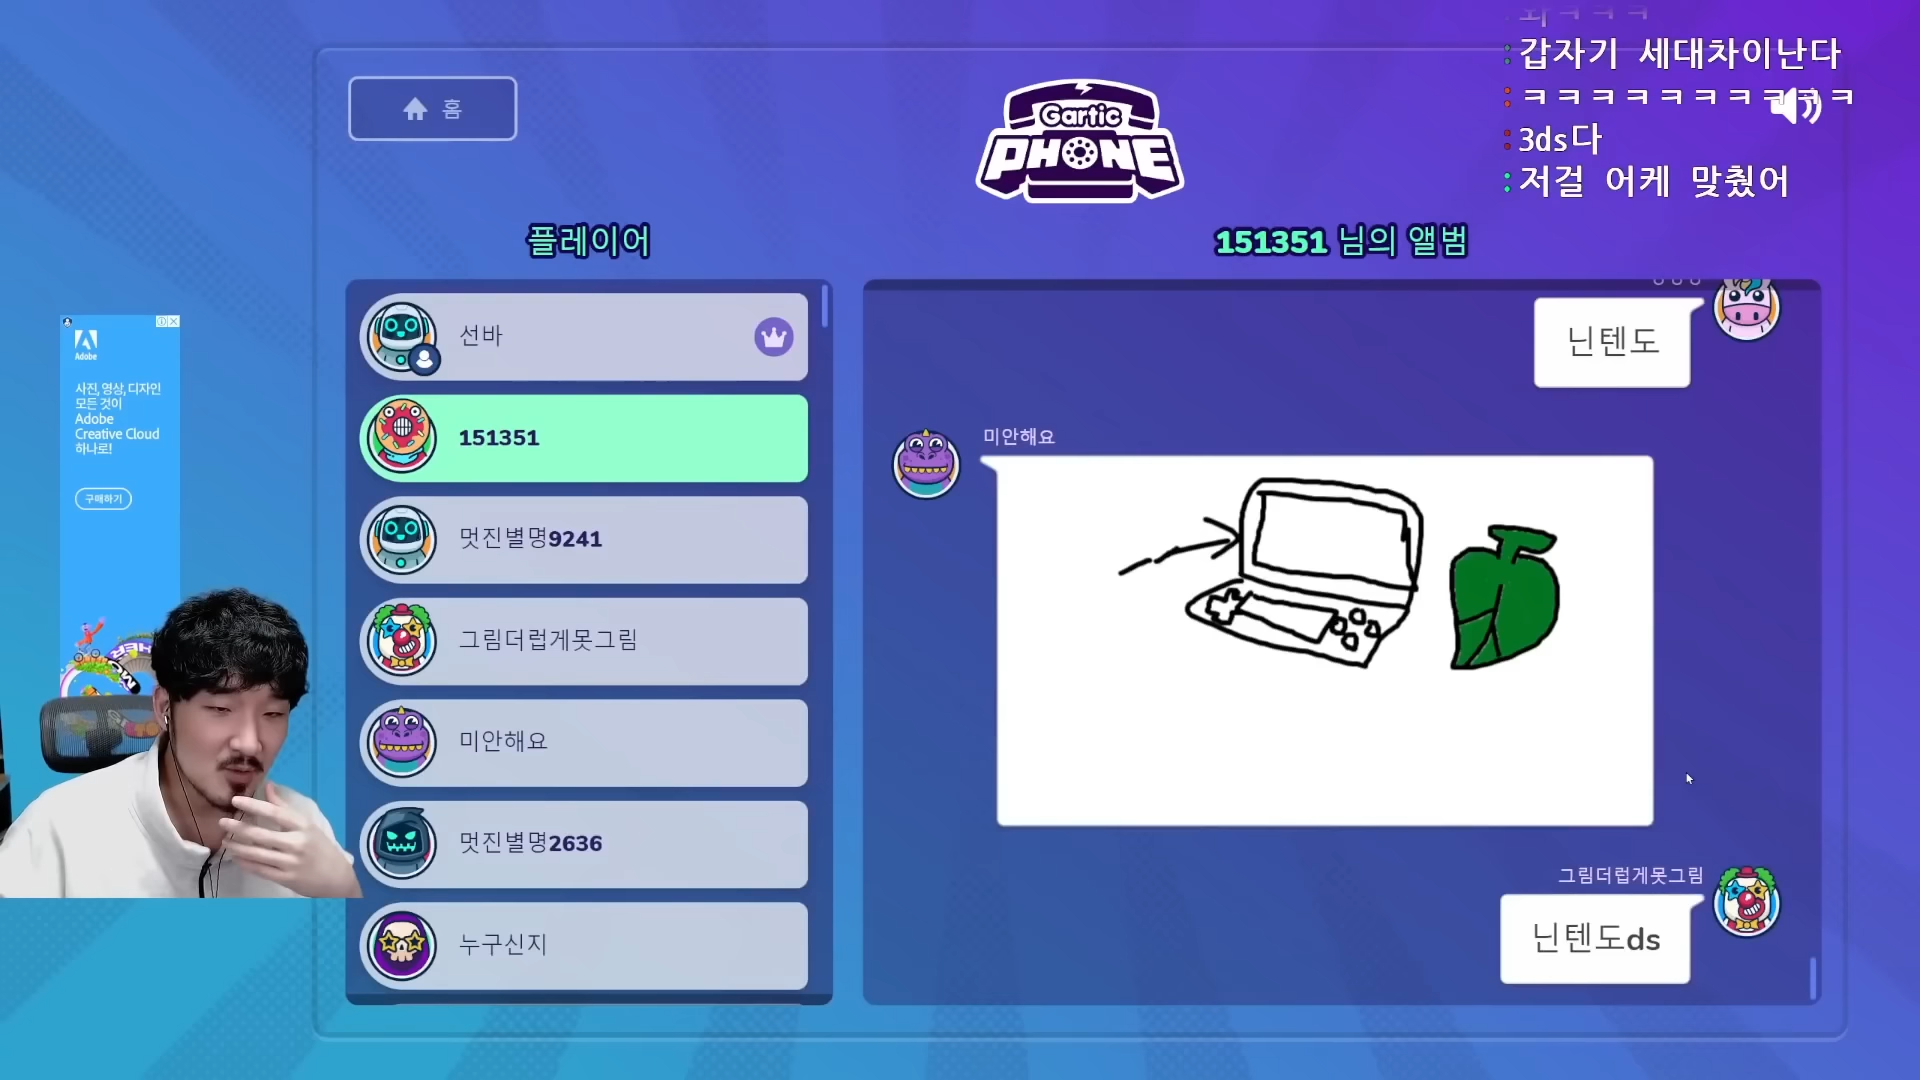 홈
Gartic
PHONE
갑자기 세대차이난다
ㅋㅋㅋㅋㅋㅋㅋㅋㅋㅋ
3ds다
저걸 어케 맞췄어
플레이어
151351 님의 앨범
선바
151351
멋진별명9241
그림더럽게못그림
미안해요
멋진별명2636
누구신지
닌텐도
미안해요
그림더럽게못그림
닌텐도ds
Adobe
사진, 영상, 디자인
모든 것이
Adobe
Creative Cloud
하나로!
구매하기